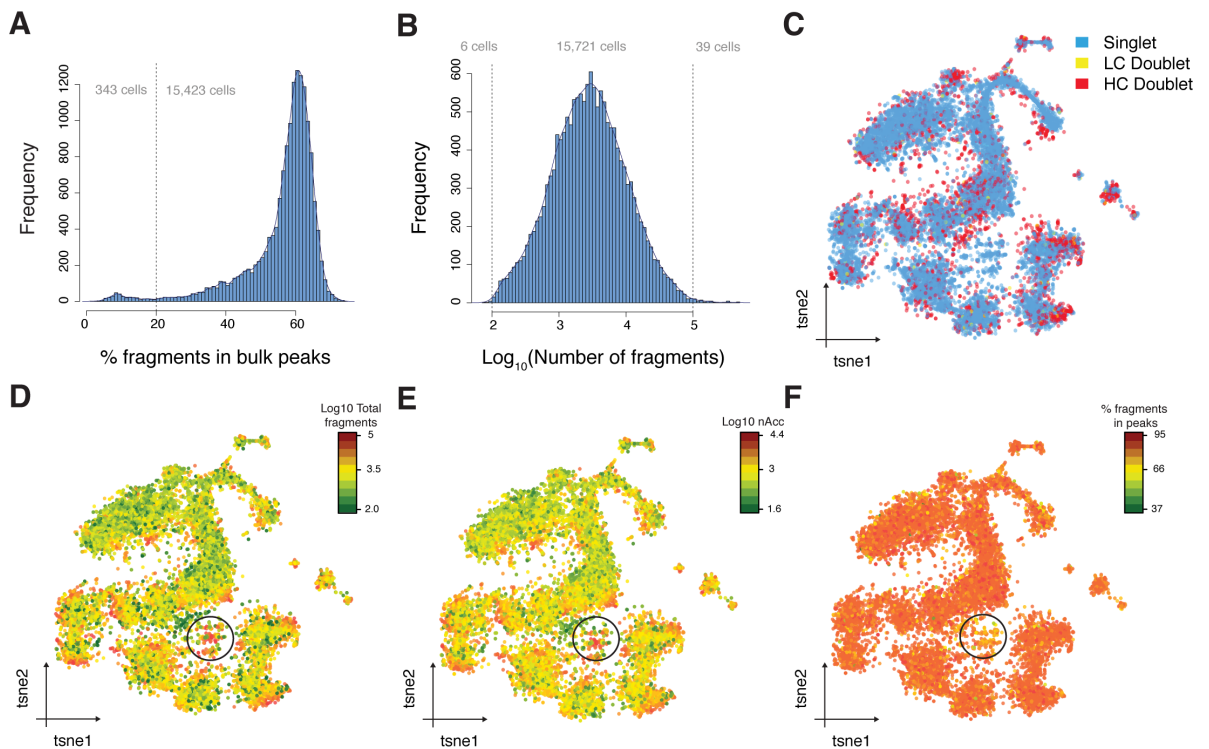 A
343 cells
15,423 cells
Frequency
0
200
400
600
800
1000
1200
0
20
40
60
% fragments in bulk peaks
B
6 cells
15,721 cells
39 cells
Frequency
0
100
200
300
400
500
600
2
3
4
5
Log10(Number of fragments)
C
Singlet
LC Doublet
HC Doublet
tsne2
tsne1
D
Log10 Total
fragments
5
3.5
2.0
tsne2
tsne1
E
Log10 nAcc
4.4
3
1.6
tsne2
tsne1
F
% fragments
in peaks
95
66
37
tsne2
tsne1